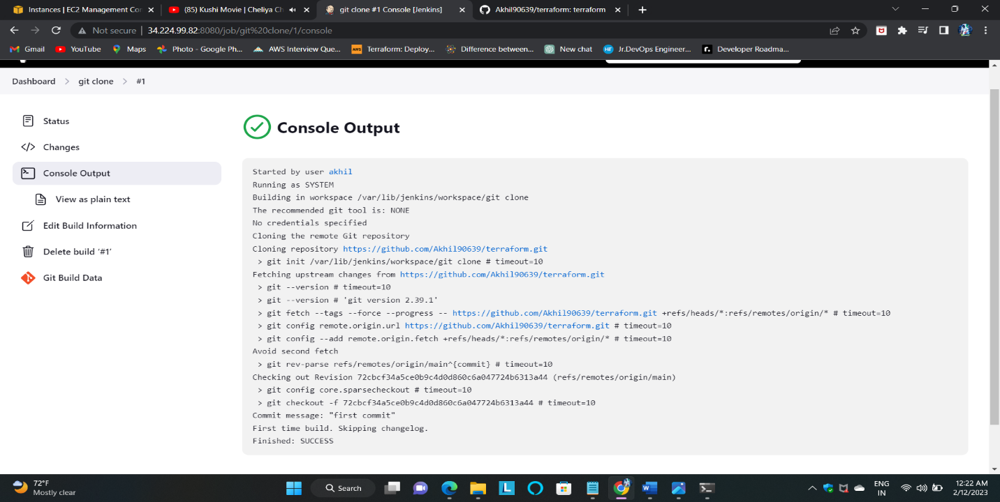 Instances | EC2 Management Con
(85) Kushi Movie | Cheliya Ch
git clone #1 Console [Jenkins]
Akhil90639/terraform: terraform
Not secure | 34.224.99.82:8080/job/git%20clone/1/console
Gmail
YouTube
Maps
Photo - Google Ph...
AWS Interview Que...
Terraform: Deploy...
Difference between...
New chat
Jr.DevOps Engineer...
Developer Roadma...
Dashboard > git clone > #1
Status
Changes
Console Output
View as plain text
Edit Build Information
Delete build ‘#1’
Git Build Data
Console Output
Started by user akhil
Running as SYSTEM
Building in workspace /var/lib/jenkins/workspace/git clone
The recommended git tool is: NONE
No credentials specified
Cloning the remote Git repository
Cloning repository https://github.com/Akhil90639/terraform.git
> git init /var/lib/jenkins/workspace/git clone # timeout=10
Fetching upstream changes from https://github.com/Akhil90639/terraform.git
> git --version # timeout=10
> git --version # 'git version 2.39.1'
> git fetch --tags --force --progress -- https://github.com/Akhil90639/terraform.git +refs/heads/*:refs/remotes/origin/* # timeout=10
> git config remote.origin.url https://github.com/Akhil90639/terraform.git # timeout=10
> git config --add remote.origin.fetch +refs/heads/*:refs/remotes/origin/* # timeout=10
Avoid second fetch
> git rev-parse refs/remotes/origin/main^{commit} # timeout=10
Checking out Revision 72cbcf34a5ce0b9c4d0d860c6a047724b6313a44 (refs/remotes/origin/main)
> git config core.sparsecheckout # timeout=10
> git checkout -f 72cbcf34a5ce0b9c4d0d860c6a047724b6313a44 # timeout=10
Commit message: "first commit"
First time build. Skipping changelog.
Finished: SUCCESS
72°F
Mostly clear
Search
ENG
IN
12:22 AM
2/12/2023